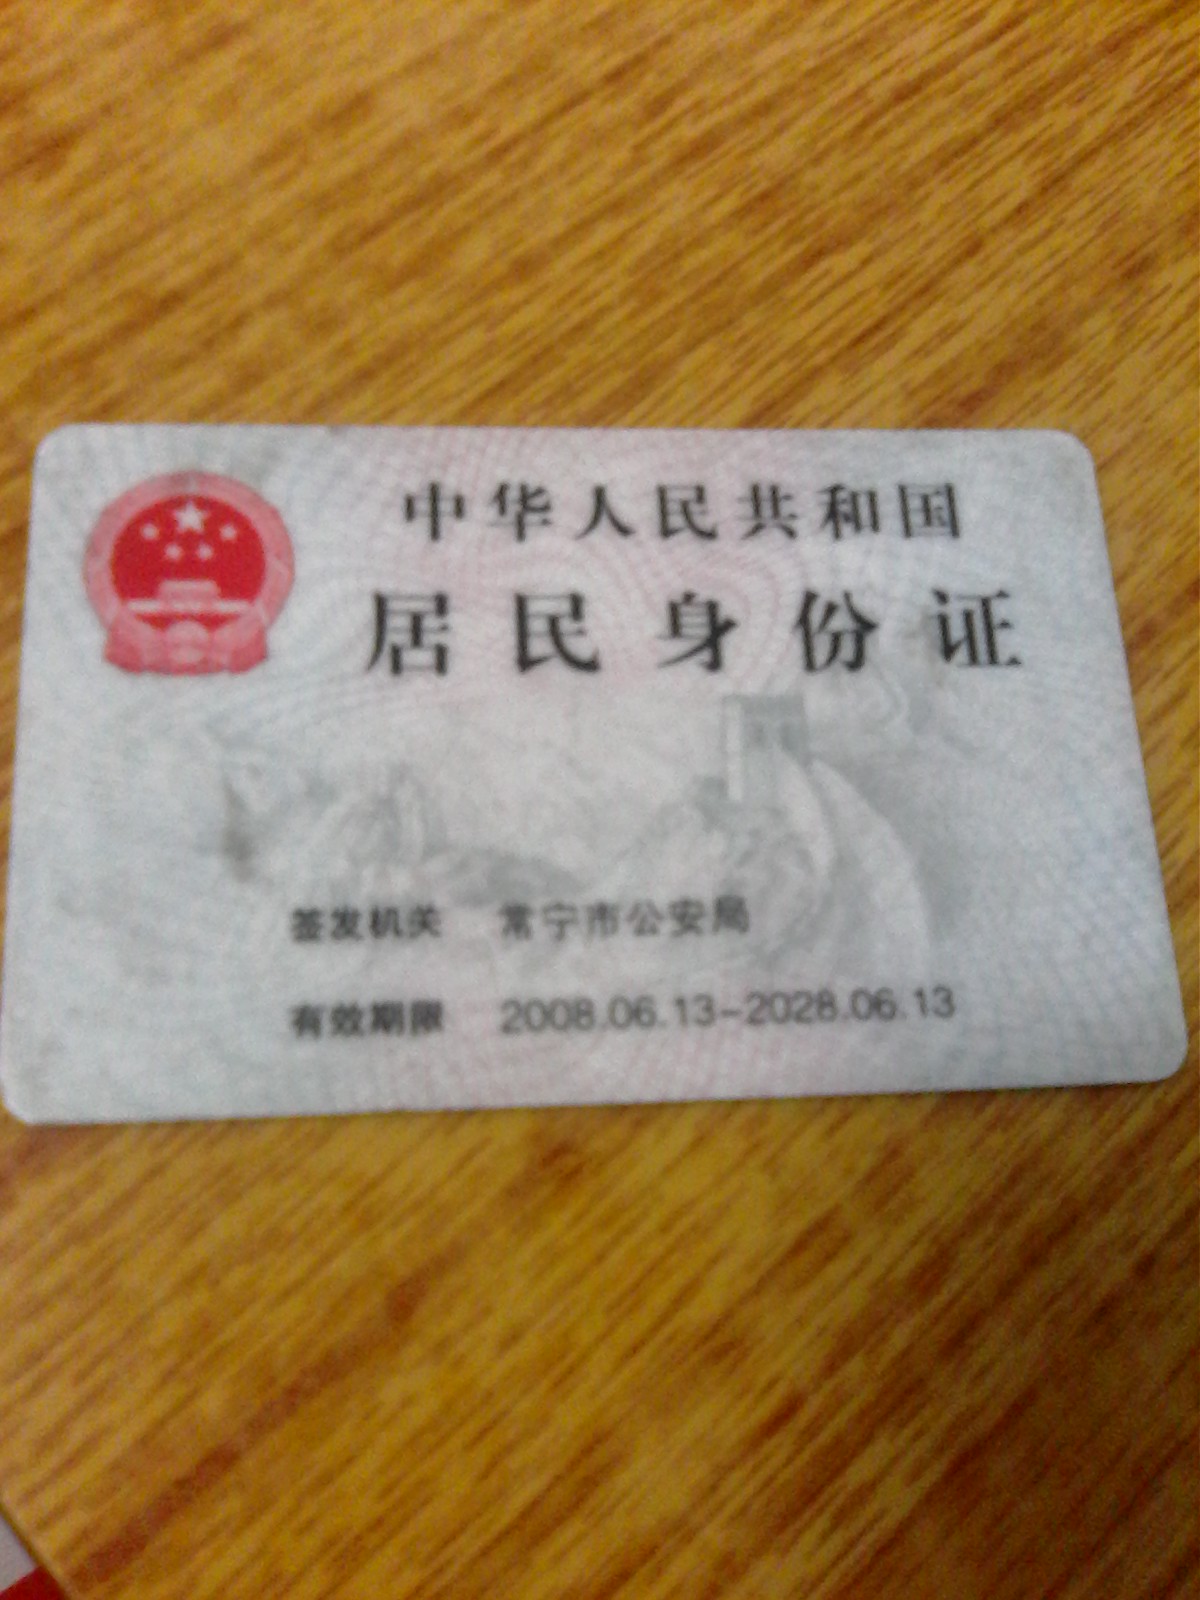 中华人民共和国
居民身份证
签发机关 常宁市公安局
有效期限 2008.06.13-2028.06.13